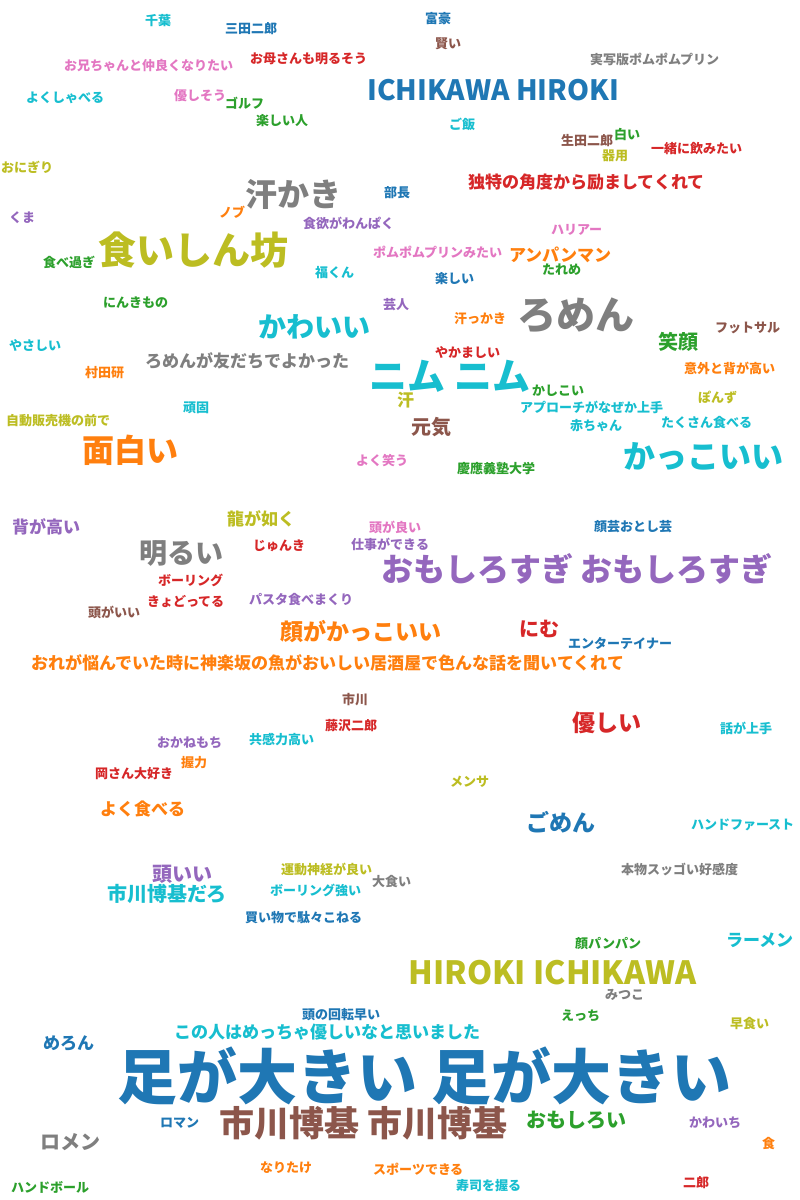 富豪
千葉
三田二郎
賢い
お母さんも明るそう
実写版ポムポムプリン
お兄ちゃんと仲良くなりたい
ICHIKAWA HIROKI
よくしゃべる
優しそう
ゴルフ
楽しい人
ご飯
白い
生田二郎
一緒に飲みたい
器用
おにぎり
独特の角度から励ましてくれて
汗かき
部長
ノブ
くま
食欲がわんぱく
ハリアー
食いしん坊
ポムポムプリンみたい
アンパンマン
食べ過ぎ
福くん
たれめ
楽しい
にんきもの
芸人
ろめん
汗っかき
かわいい
フットサル
笑顔
やさしい
やかましい
ろめんが友だちでよかった
意外と背が高い
村田研
ニム ニム
かしこい
ぽんず
汗
頑固
アプローチがなぜか上手
自動販売機の前で
たくさん食べる
元気
赤ちゃん
面白い
かっこいい
よく笑う
慶應義塾大学
龍が如く
背が高い
頭が良い
顔芸おとし芸
明るい
じゅんき
仕事ができる
おもしろすぎ おもしろすぎ
ボーリング
きょどってる
パスタ食べまくり
頭がいい
顔がかっこいい
にむ
エンターテイナー
おれが悩んでいた時に神楽坂の魚がおいしい居酒屋で色んな話を聞いてくれて
市川
藤沢二郎
優しい
話が上手
おかねもち
共感力高い
握力
岡さん大好き
メンサ
よく食べる
ごめん
ハンドファースト
頭いい
運動神経が良い
本物スッゴい好感度
大食い
市川博基だろ
ボーリング強い
買い物で駄々こねる
顔パンパン
ラーメン
HIROKI ICHIKAWA
みつこ
頭の回転早い
えっち
早食い
この人はめっちゃ優しいなと思いました
めろん
足が大きい 足が大きい
ロマン
市川博基 市川博基
おもしろい
かわいち
ロメン
食
なりたけ
スポーツできる
二郎
寿司を握る
ハンドボール